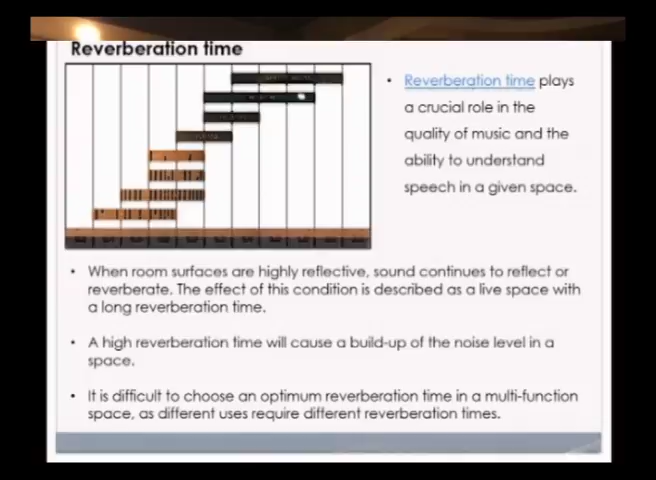 Reverberation time
• Reverberation time plays
a crucial role in the
quality of music and the
ability to understand
speech in a given space.
• When room surfaces are highly reflective, sound continues to reflect or
reverberate. The effect of this condition is described as a live space with
a long reverberation time.
• A high reverberation time will cause a build-up of the noise level in a
space.
• It is difficult to choose an optimum reverberation time in a multi-function
space, as different uses require different reverberation times.